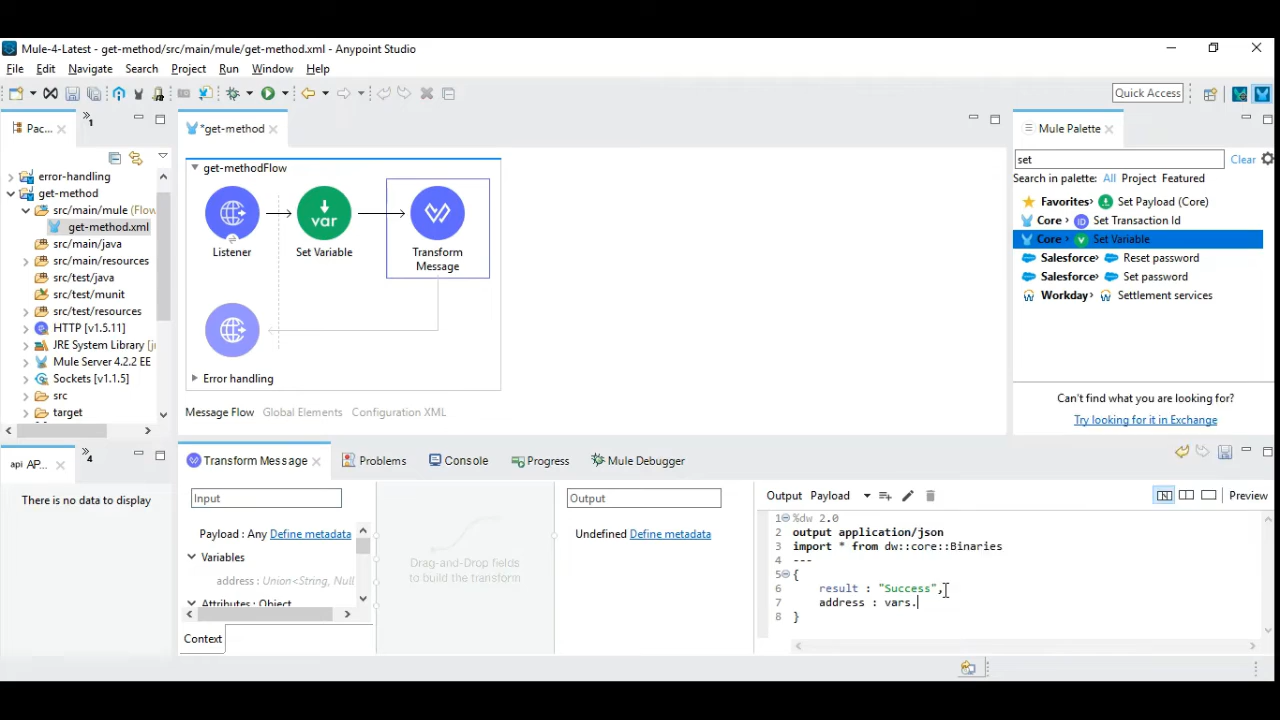 Mule-4-Latest - get-method/src/main/mule/get-method.xml - Anypoint Studio
File Edit Navigate Search Project Run Window Help
Quick Access
Pac...
1
error-handling
get-method
src/main/mule (Flow
get-method.xml
src/main/java
src/main/resources
src/test/java
src/test/munit
src/test/resources
HTTP [v1.5.11]
JRE System Library [j
Mule Server 4.2.2 EE
Sockets [v1.1.5]
src
target
*get-method
get-methodFlow
var
Listener
Set Variable
Transform
Message
Error handling
Message Flow Global Elements Configuration XML
Mule Palette
set
Clear
Search in palette: All Project Featured
Favorites> Set Payload (Core)
Core > ID Set Transaction Id
Core > Set Variable
Salesforce> Reset password
Salesforce> Set password
Workday> Settlement services
Can't find what you are looking for?
Try looking for it in Exchange
api AP...
4
There is no data to display
Transform Message Problems Console Progress Mule Debugger
Input
Payload : Any Define metadata
Variables
address : Union<String, Null
Attributes : Object
Context
Drag-and-Drop fields
to build the transform
Output
Undefined Define metadata
Output Payload Preview
1 %dw 2.0
2 output application/json
3 import * from dw::core::Binaries
4 ---
5 {
6 result : "Success",
7 address : vars.
8 }